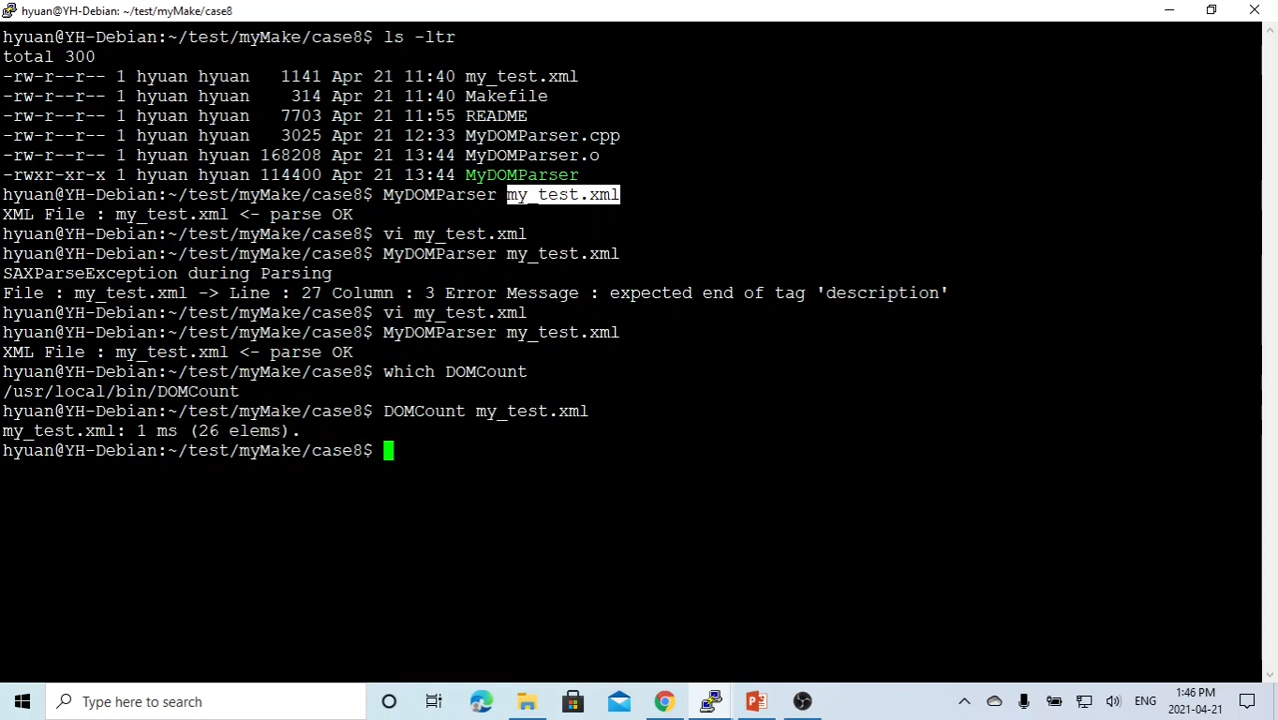 hyuan@YH-Debian: ~/test/myMake/case8
hyuan@YH-Debian:~/test/myMake/case8$ ls -ltr
total 300
-rw-r--r-- 1 hyuan hyuan   1141 Apr 21 11:40 my_test.xml
-rw-r--r-- 1 hyuan hyuan    314 Apr 21 11:40 Makefile
-rw-r--r-- 1 hyuan hyuan   7703 Apr 21 11:55 README
-rw-r--r-- 1 hyuan hyuan   3025 Apr 21 12:33 MyDOMParser.cpp
-rw-r--r-- 1 hyuan hyuan 168208 Apr 21 13:44 MyDOMParser.o
-rwxr-xr-x 1 hyuan hyuan 114400 Apr 21 13:44 MyDOMParser
hyuan@YH-Debian:~/test/myMake/case8$ MyDOMParser my_test.xml
XML File : my_test.xml <- parse OK
hyuan@YH-Debian:~/test/myMake/case8$ vi my_test.xml
hyuan@YH-Debian:~/test/myMake/case8$ MyDOMParser my_test.xml
SAXParseException during Parsing
File : my_test.xml -> Line : 27 Column : 3 Error Message : expected end of tag 'description'
hyuan@YH-Debian:~/test/myMake/case8$ vi my_test.xml
hyuan@YH-Debian:~/test/myMake/case8$ MyDOMParser my_test.xml
XML File : my_test.xml <- parse OK
hyuan@YH-Debian:~/test/myMake/case8$ which DOMCount
/usr/local/bin/DOMCount
hyuan@YH-Debian:~/test/myMake/case8$ DOMCount my_test.xml
my_test.xml: 1 ms (26 elems).
hyuan@YH-Debian:~/test/myMake/case8$
Type here to search
ENG
1:46 PM
2021-04-21